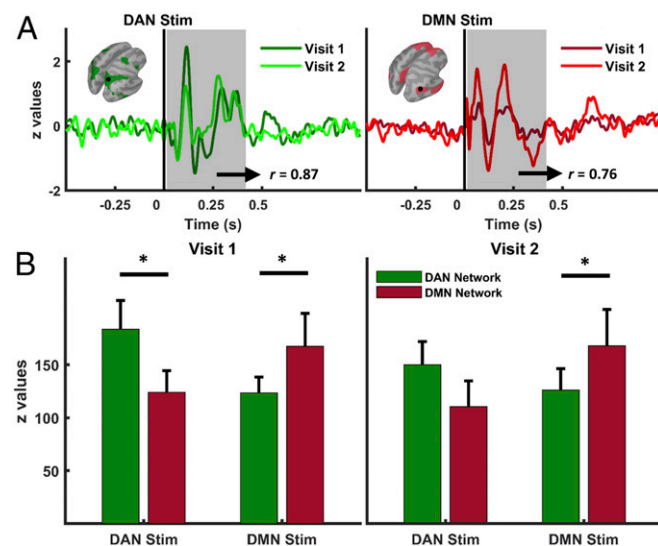 A
DAN Stim
DMN Stim
Visit 1
Visit 2
Visit 1
Visit 2
z values
2
0
-2
r = 0.87
r = 0.76
-0.25 0 0.25 0.5
-0.25 0 0.25 0.5
Time (s)
Time (s)
B
Visit 1
Visit 2
* * *
DAN Network
DMN Network
z values
150
100
50
DAN Stim DMN Stim
DAN Stim DMN Stim